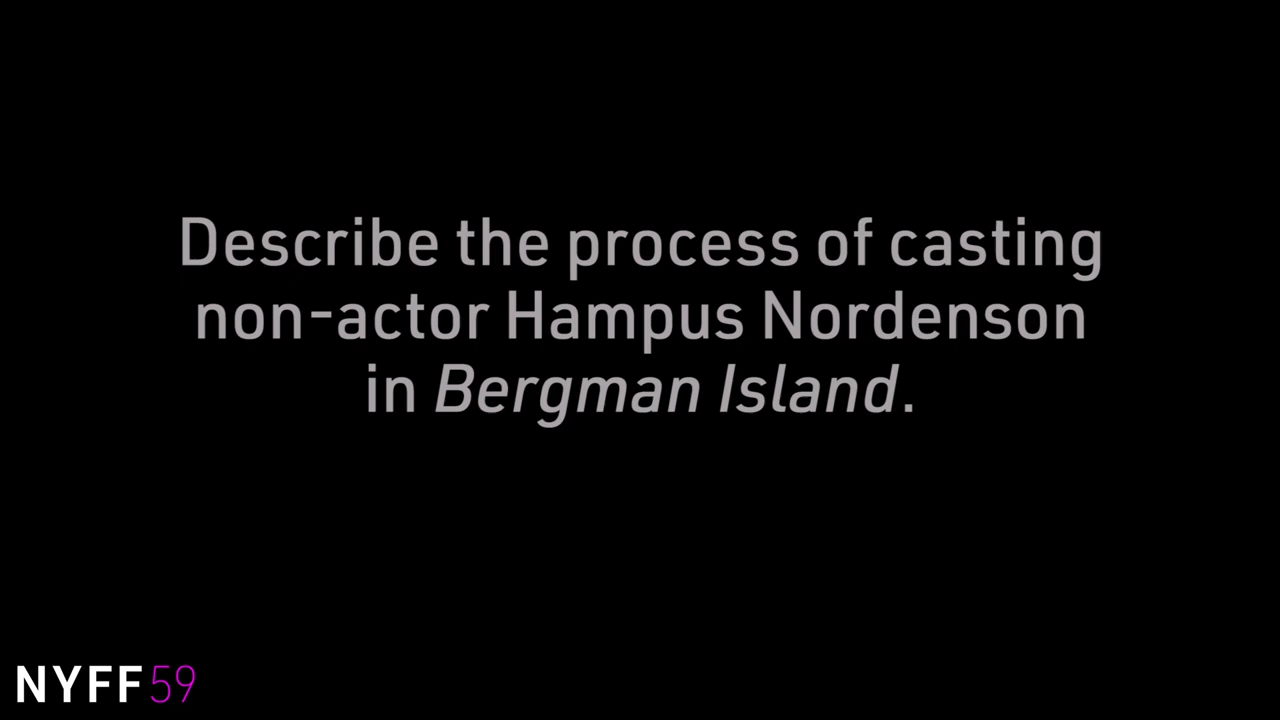 Describe the process of casting
non-actor Hampus Nordenson
in Bergman Island.
NYFF59